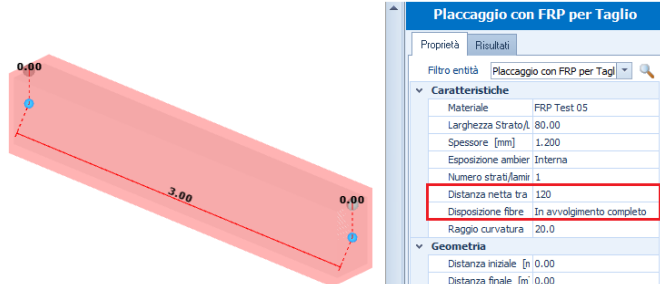 Placcaggio con FRP per Taglio
Proprietà Risultati
Filtro entità Placcaggio con FRP per Tagl
Caratteristiche
Materiale FRP Test 05
Larghezza Strato/L 80.00
Spessore [mm] 1.200
Esposizione ambier Interna
Numero strati/lamir 1
Distanza netta tra 120
Disposizione fibre In avvolgimento completo
Raggio curvatura 20.0
Geometria
Distanza iniziale [n 0.00
Distanza finale [m] 0.00
0.00
3.00
0.00